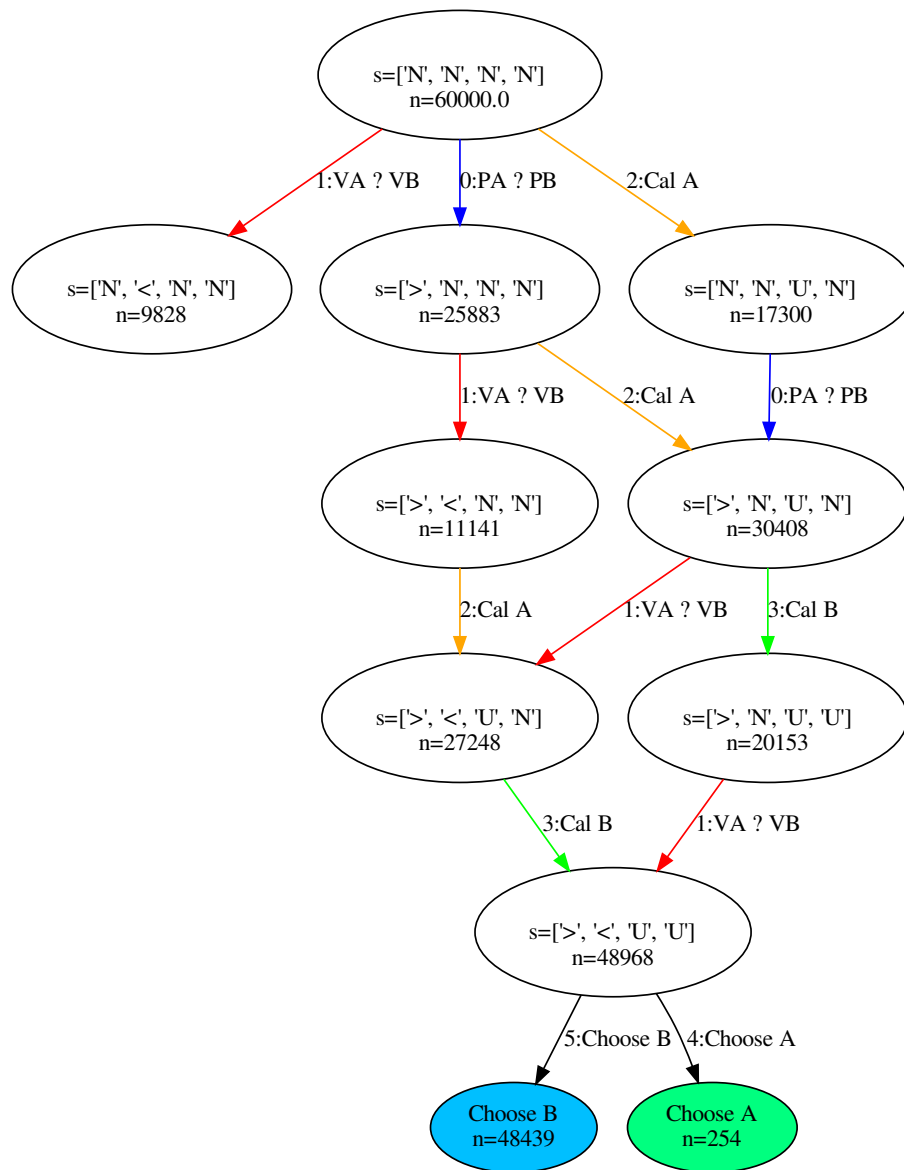 s=['N', 'N', 'N', 'N']
n=60000.0
1:VA ? VB
0:PA ? PB
2:Cal A
s=['N', '<', 'N', 'N']
n=9828
s=['>', 'N', 'N', 'N']
n=25883
s=['N', 'N', 'U', 'N']
n=17300
1:VA ? VB
2:Cal A
0:PA ? PB
s=['>', '<', 'N', 'N']
n=11141
s=['>', 'N', 'U', 'N']
n=30408
2:Cal A
1:VA ? VB
3:Cal B
s=['>', '<', 'U', 'N']
n=27248
s=['>', 'N', 'U', 'U']
n=20153
3:Cal B
1:VA ? VB
s=['>', '<', 'U', 'U']
n=48968
5:Choose B
4:Choose A
Choose B
n=48439
Choose A
n=254